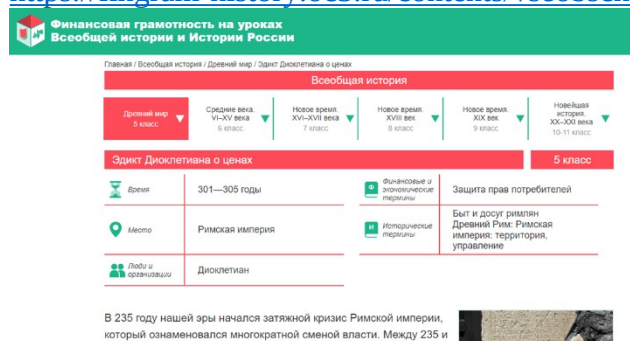 Финансовая грамотность на уроках
Всеобщей истории и Истории России
Главная / Всеобщая история / Древний мир / Эдикт Диоклетиана о ценах
Всеобщая история
Древний мир
5 класс
Средние века.
VI–XV века
6 класс
Новое время.
XVI–XVII века
7 класс
Новое время.
XVIII век
8 класс
Новое время.
XIX век
9 класс
Новейшая
история.
XX–XXI века
10-11 класс
Эдикт Диоклетиана о ценах
5 класс
Время
301—305 годы
Финансовые и
экономические
термины
Защита прав потребителей
Место
Римская империя
Исторические
термины
Быт и досуг римлян
Древний Рим: Римская
империя: территория,
управление
Люди и
организации
Диоклетиан
В 235 году нашей эры начался затяжной кризис Римской империи,
который ознаменовался многократной сменой власти. Между 235 и